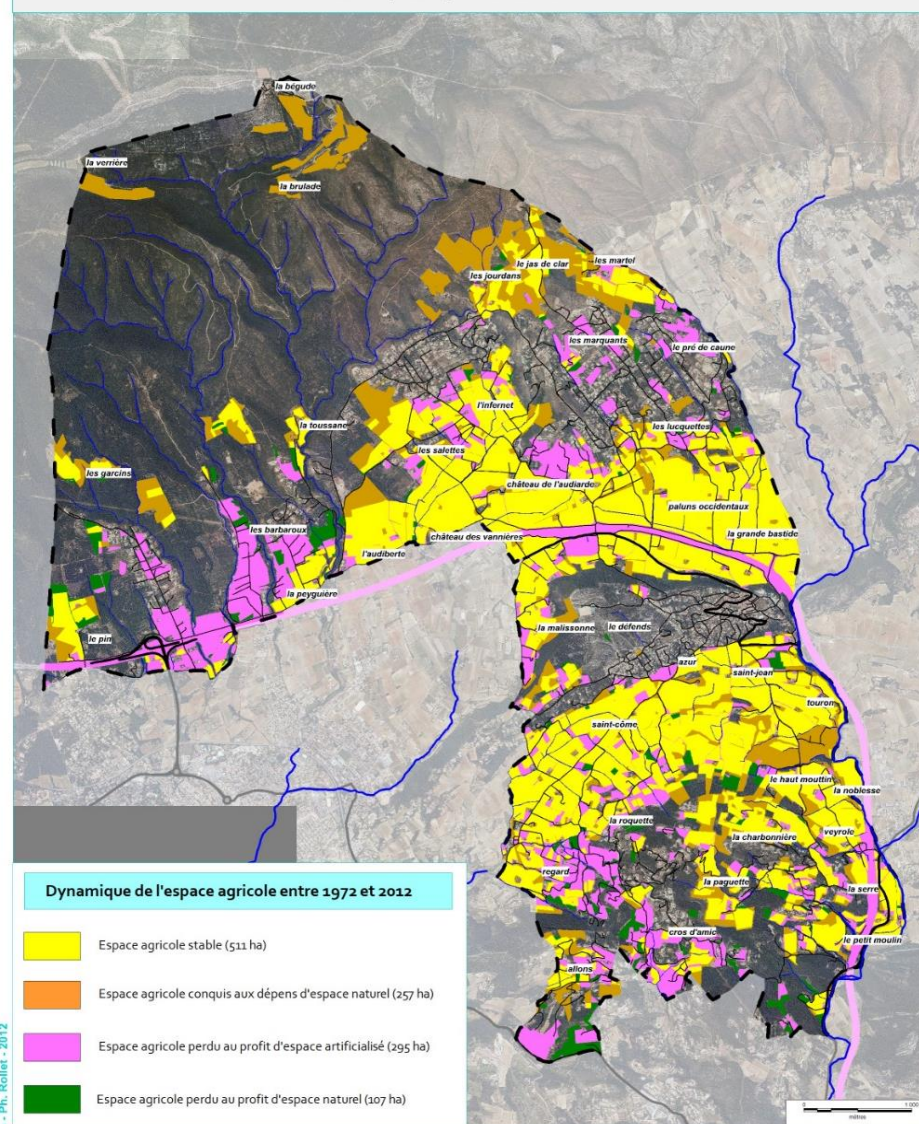 la bégude
la verrière
la brulade
le jas de clar
les martel
les jourdans
les marquants
le pré de caune
l'infernet
la toussane
les lucquettes
les salettes
les garcins
château de l'audiarde
paluns occidentaux
les barbaroux
château des vannières
la grande bastide
l'audiberte
la peyguière
la malissonne
le défends
le pin
azur
saint-jean
touron
saint-côme
le haut mouttin
la noblesse
la roquette
la charbonnière
veyrole
regard
la paguette
la serre
cros d'amic
le petit moulin
allons
Dynamique de l'espace agricole entre 1972 et 2012
Espace agricole stable (511 ha)
Espace agricole conquis aux dépens d'espace naturel (257 ha)
Espace agricole perdu au profit d'espace artificialisé (295 ha)
Espace agricole perdu au profit d'espace naturel (107 ha)
- Ph. Rollet - 2012
0 1 000
mètres